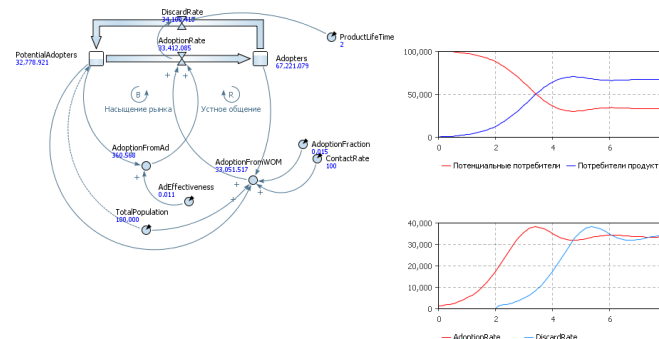 DiscardRate
ProductLifeTime
2
AdoptionRate
33,412.085
PotentialAdopters
32,778.921
Adopters
67,221.079
B
R
Насыщение рынка
Устное общение
+
+
AdoptionFromAd
360.568
AdoptionFromWOM
33,051.517
AdoptionFraction
0.015
ContactRate
100
+
+
+
+
AdEffectiveness
0.011
TotalPopulation
100,000
100,000
50,000
0
0
2
4
6
Потенциальные потребители
Потребители продукт
40,000
30,000
20,000
10,000
0
0
2
4
6
AdoptionRate
DiscardRate